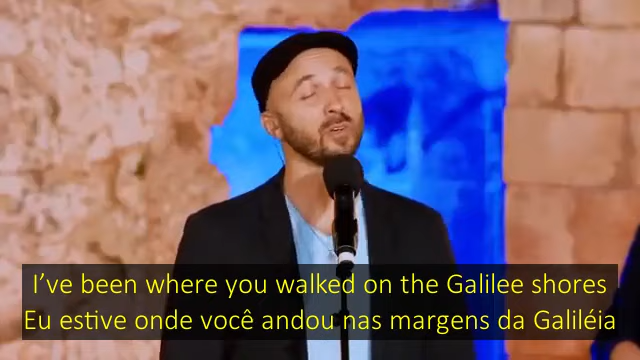 I’ve been where you walked on the Galilee shores
Eu estive onde você andou nas margens da Galiléia